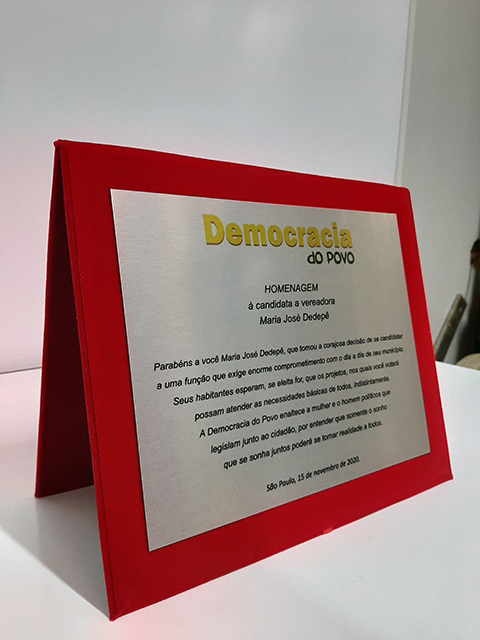 Democracia
do POVO
HOMENAGEM
à candidata a vereadora
Maria José Dedepê
Parabéns a você Maria José Dedepê, que tomou a corajosa decisão de se candidatar
a uma função que exige enorme comprometimento com o dia a dia de seu município.
Seus habitantes esperam, se eleita for, que os projetos, nos quais você votará
possam atender as necessidades básicas de todos, indistintamente.
A Democracia do Povo enaltece a mulher e o homem políticos que
legislam junto ao cidadão, por entender que somente o sonho
que se sonha juntos poderá se tornar realidade a todos.
São Paulo, 15 de novembro de 2020.